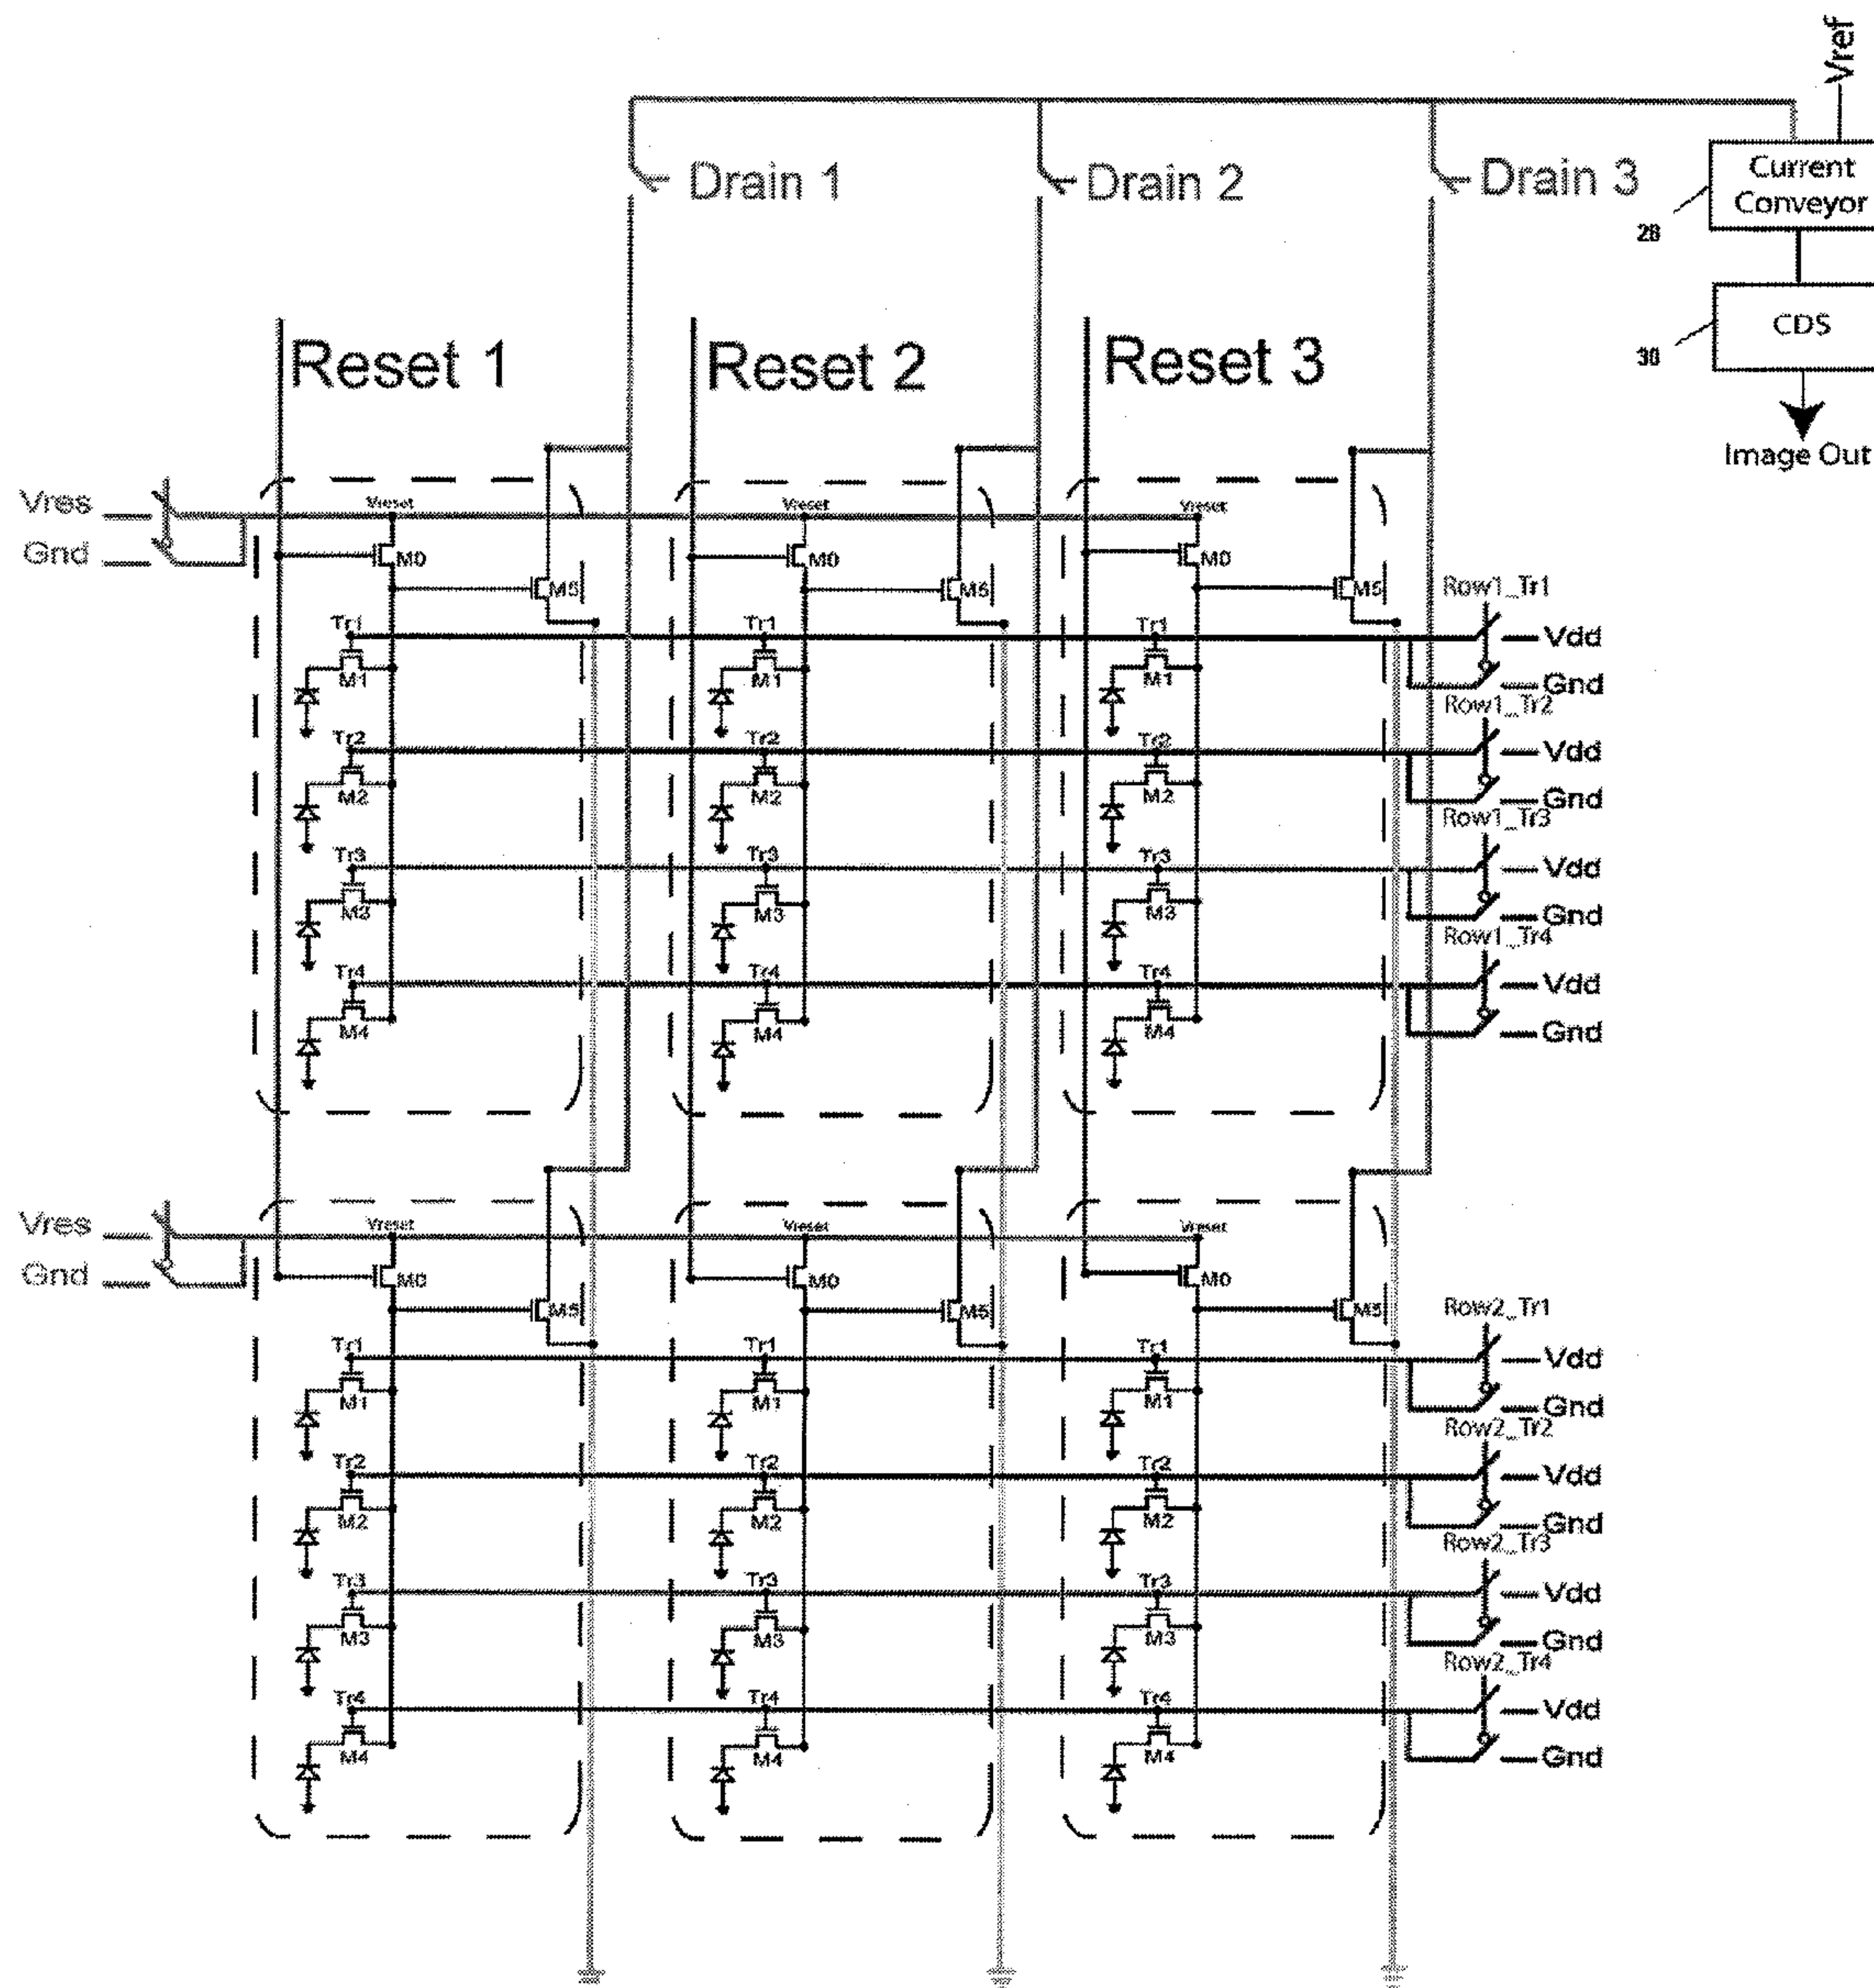 Vref
Drain 1 Drain 2 Drain 3
Current
Conveyor
28
CDS
30
Image Out
Reset 1 Reset 2 Reset 3
Vres
Gnd
Vreset Vreset Vreset
M0 M0 M0
M5 M5 M5
Row1_Tr1
Tr1 Tr1 Tr1 Vdd
M1 M1 M1 Gnd
Row1_Tr2
Tr2 Tr2 Tr2 Vdd
M2 M2 M2 Gnd
Row1_Tr3
Tr3 Tr3 Tr3 Vdd
M3 M3 M3 Gnd
Row1_Tr4
Tr4 Tr4 Tr4 Vdd
M4 M4 M4 Gnd
Vres
Gnd
Vreset Vreset Vreset
M0 M0 M0
M5 M5 M5
Row2_Tr1
Tr1 Tr1 Tr1 Vdd
M1 M1 M1 Gnd
Row2_Tr2
Tr2 Tr2 Tr2 Vdd
M2 M2 M2 Gnd
Row2_Tr3
Tr3 Tr3 Tr3 Vdd
M3 M3 M3 Gnd
Row2_Tr4
Tr4 Tr4 Tr4 Vdd
M4 M4 M4 Gnd